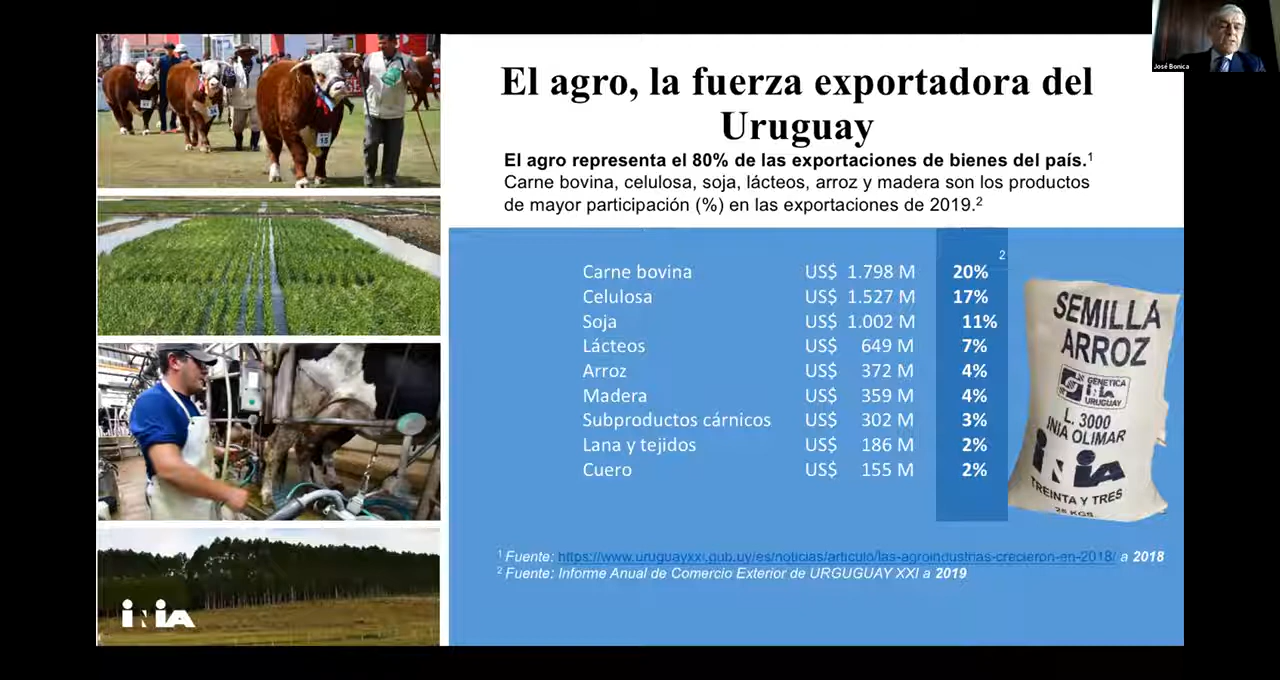 José Bonica
El agro, la fuerza exportadora del
Uruguay
El agro representa el 80% de las exportaciones de bienes del país.¹
Carne bovina, celulosa, soja, lácteos, arroz y madera son los productos
de mayor participación (%) en las exportaciones de 2019.²
2
Carne bovina US$ 1.798 M 20%
Celulosa US$ 1.527 M 17%
Soja US$ 1.002 M 11%
Lácteos US$ 649 M 7%
Arroz US$ 372 M 4%
Madera US$ 359 M 4%
Subproductos cárnicos US$ 302 M 3%
Lana y tejidos US$ 186 M 2%
Cuero US$ 155 M 2%
SEMILLA
ARROZ
GENETICA
INIA
URUGUAY
L. 3000
INIA OLIMAR
INIA
TREINTA Y TRES
25 KGS.
¹ Fuente: https://www.uruguayxxi.gub.uy/es/noticias/articulo/las-agroindustrias-crecieron-en-2018/ a 2018
² Fuente: Informe Anual de Comercio Exterior de URGUGUAY XXI a 2019
INIA